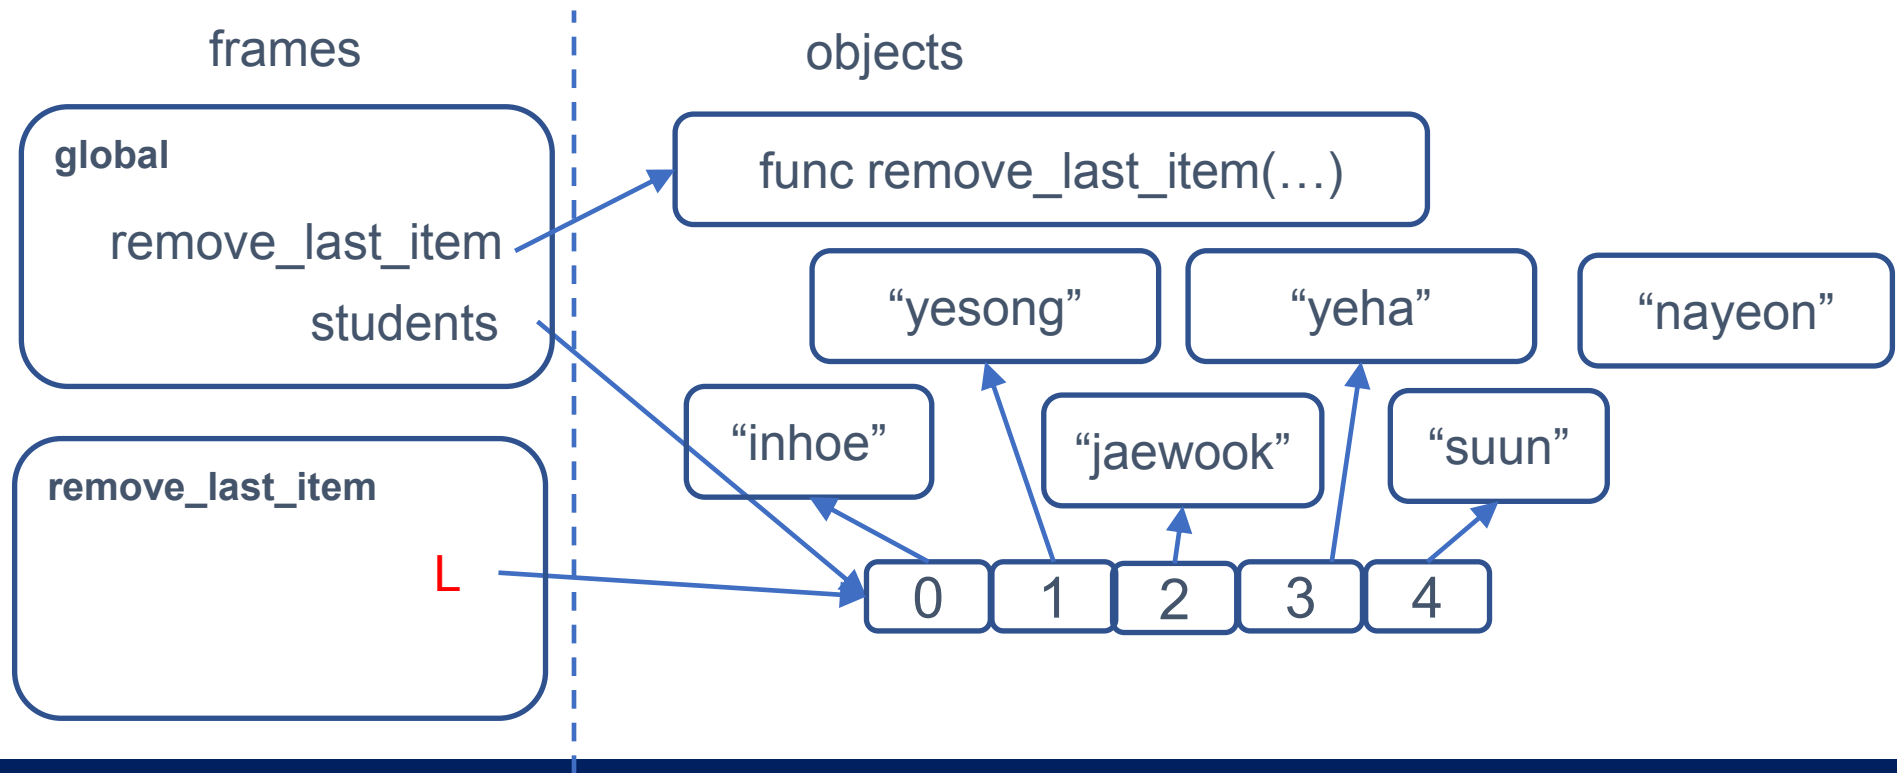 frames
objects
global
func remove_last_item(…)
remove_last_item
students
“yesong”
“yeha”
“nayeon”
“inhoe”
“jaewook”
“suun”
remove_last_item
L
0 1 2 3 4